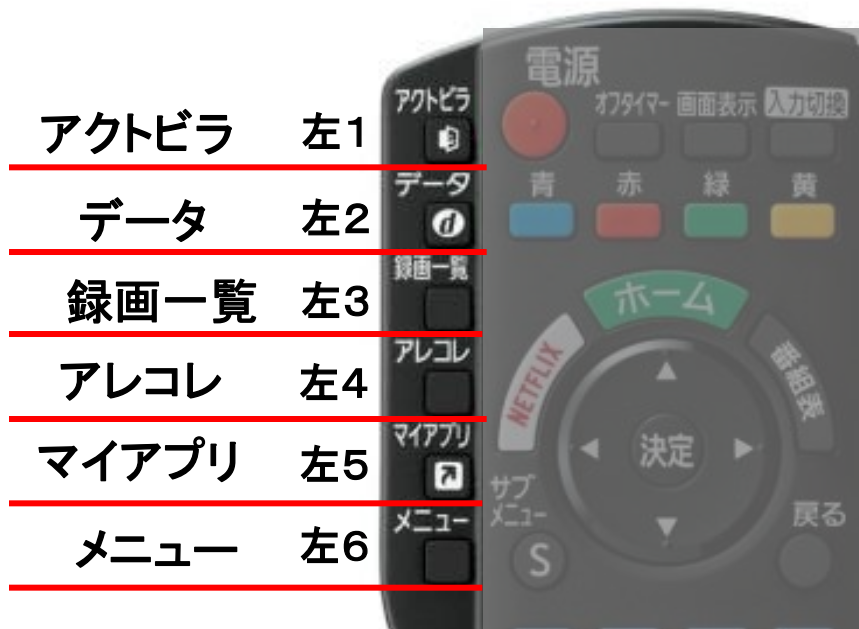 電源
アクトビラ 左1 アクトビラ オフタイマー 画面表示 入力切換
データ 左2 データ 青 赤 緑 黄
d
録画一覧 左3 録画一覧
ホーム
アレコレ 左4 アレコレ NETFLIX 番組表
マイアプリ 左5 マイアプリ 決定
サブ
メニュー 戻る
メニュー 左6 メニュー S